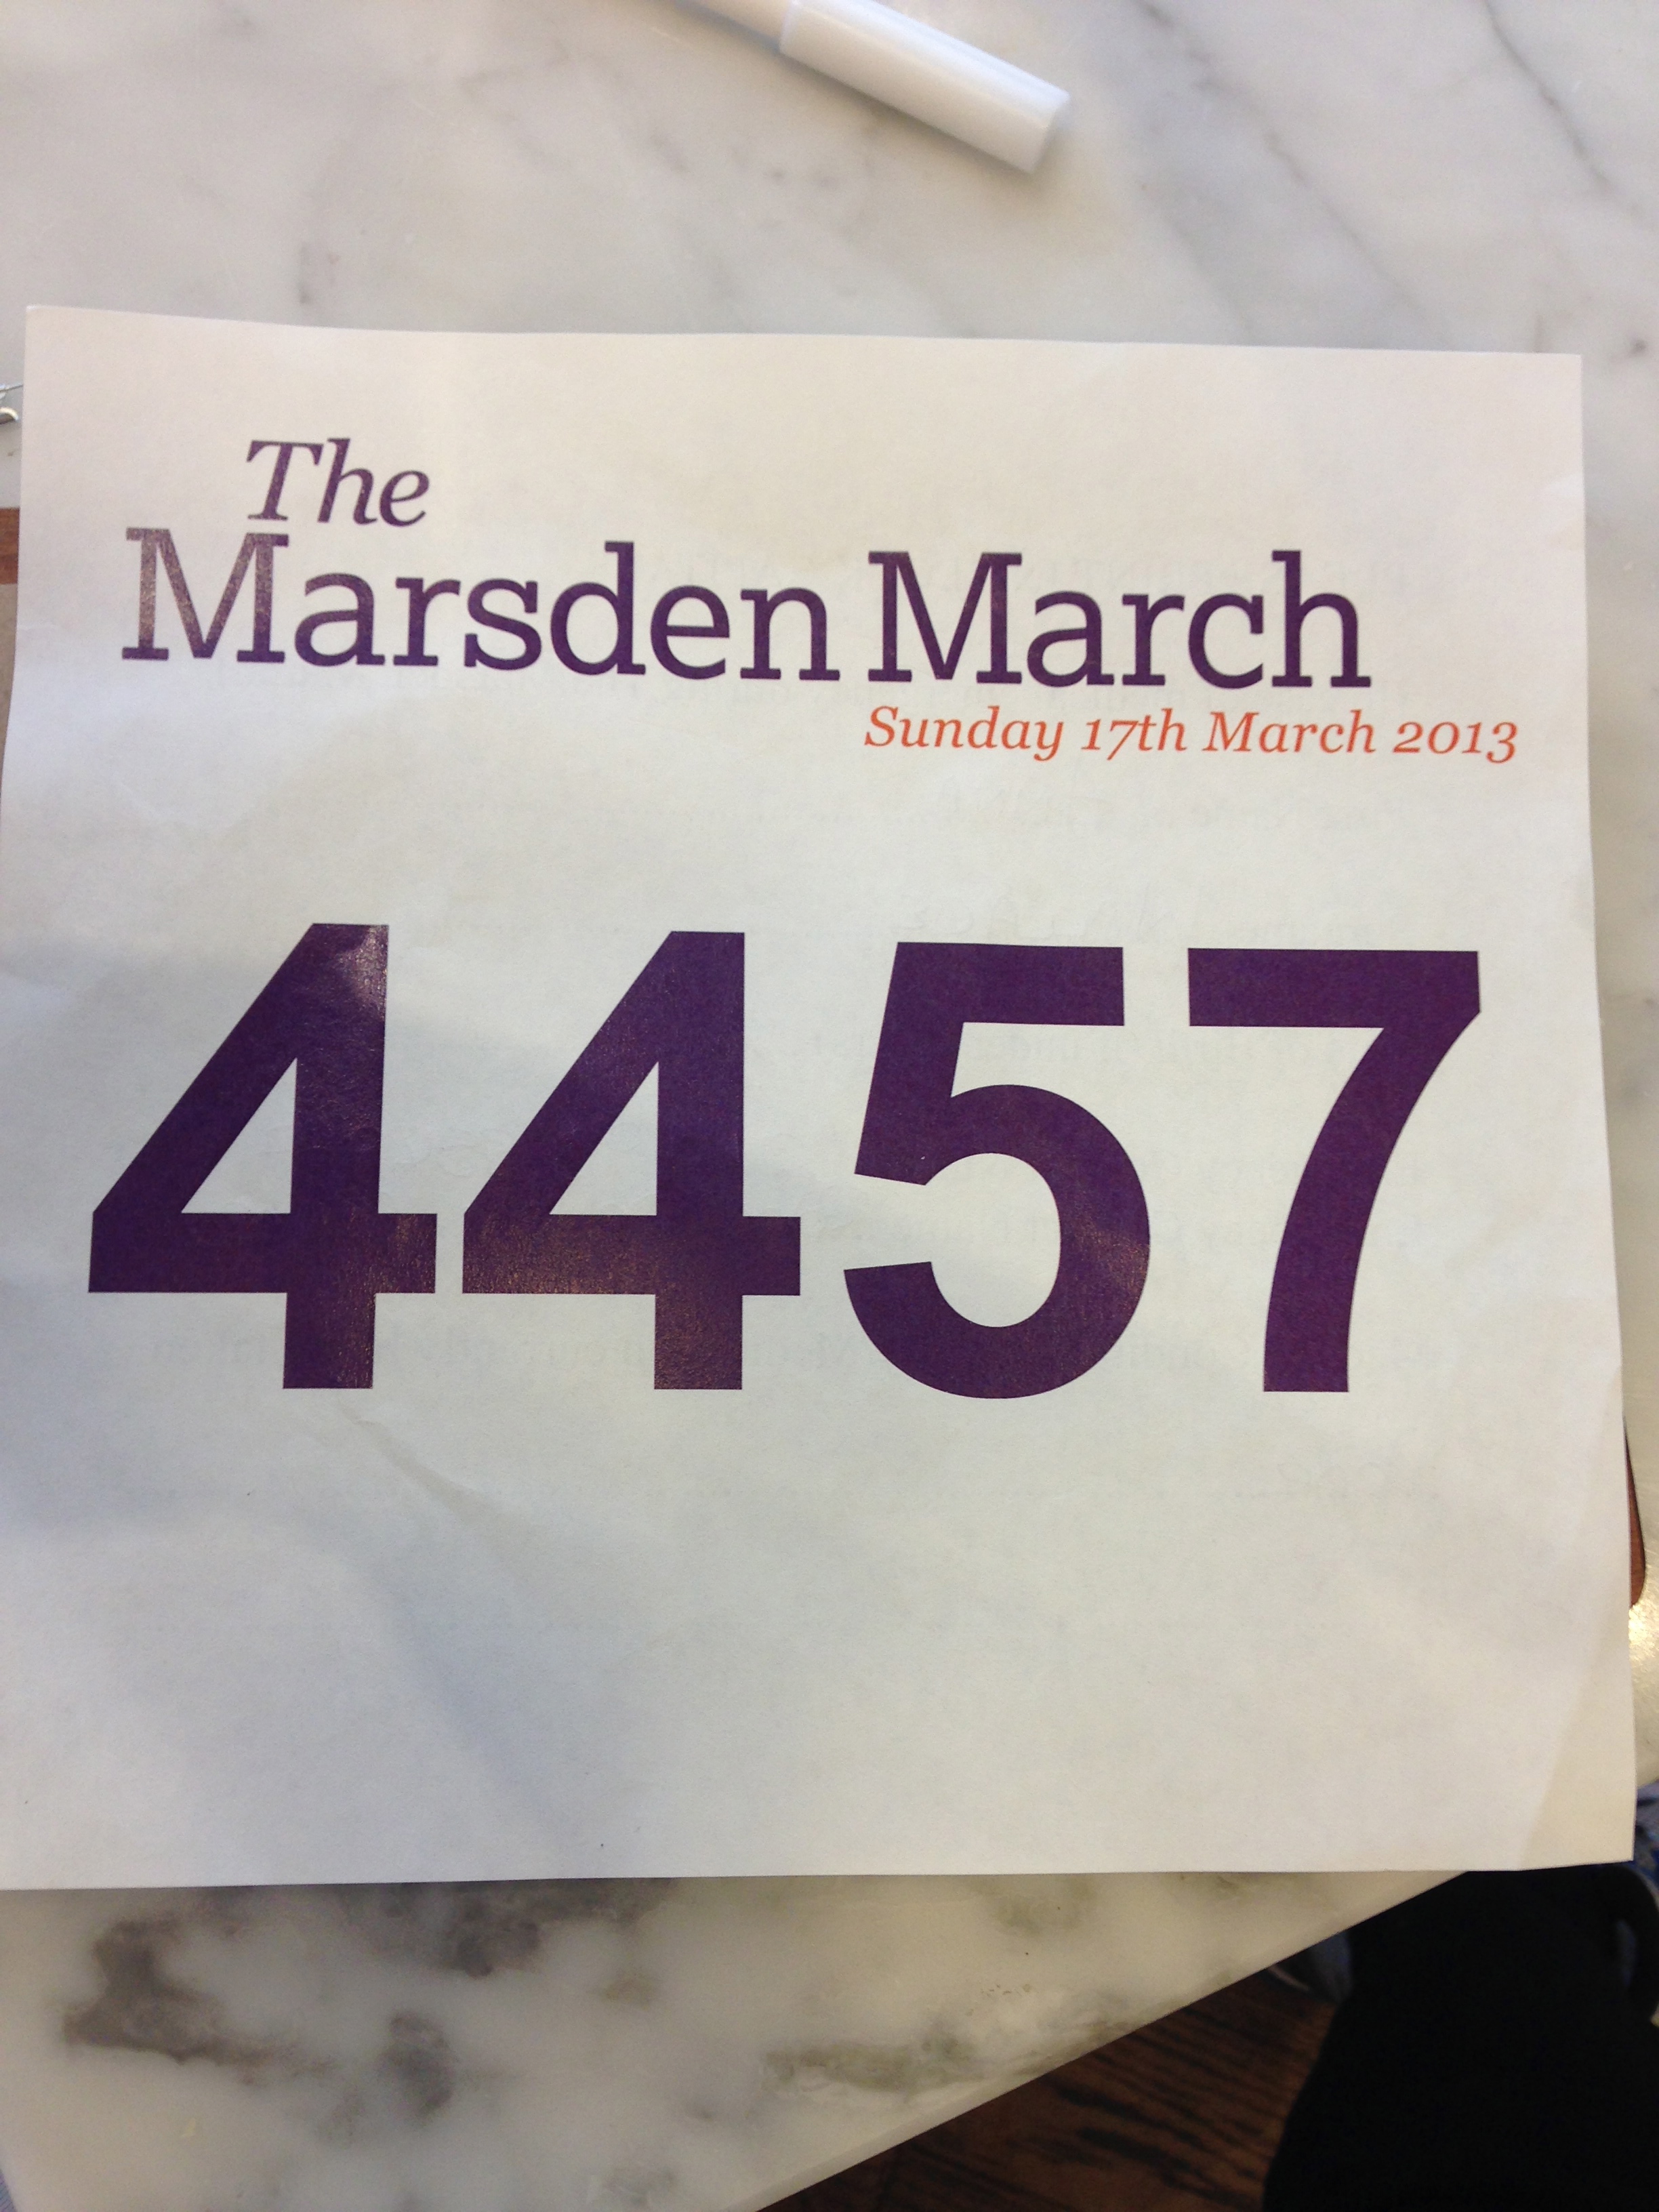 The
Marsden March
Sunday 17th March 2013
4457